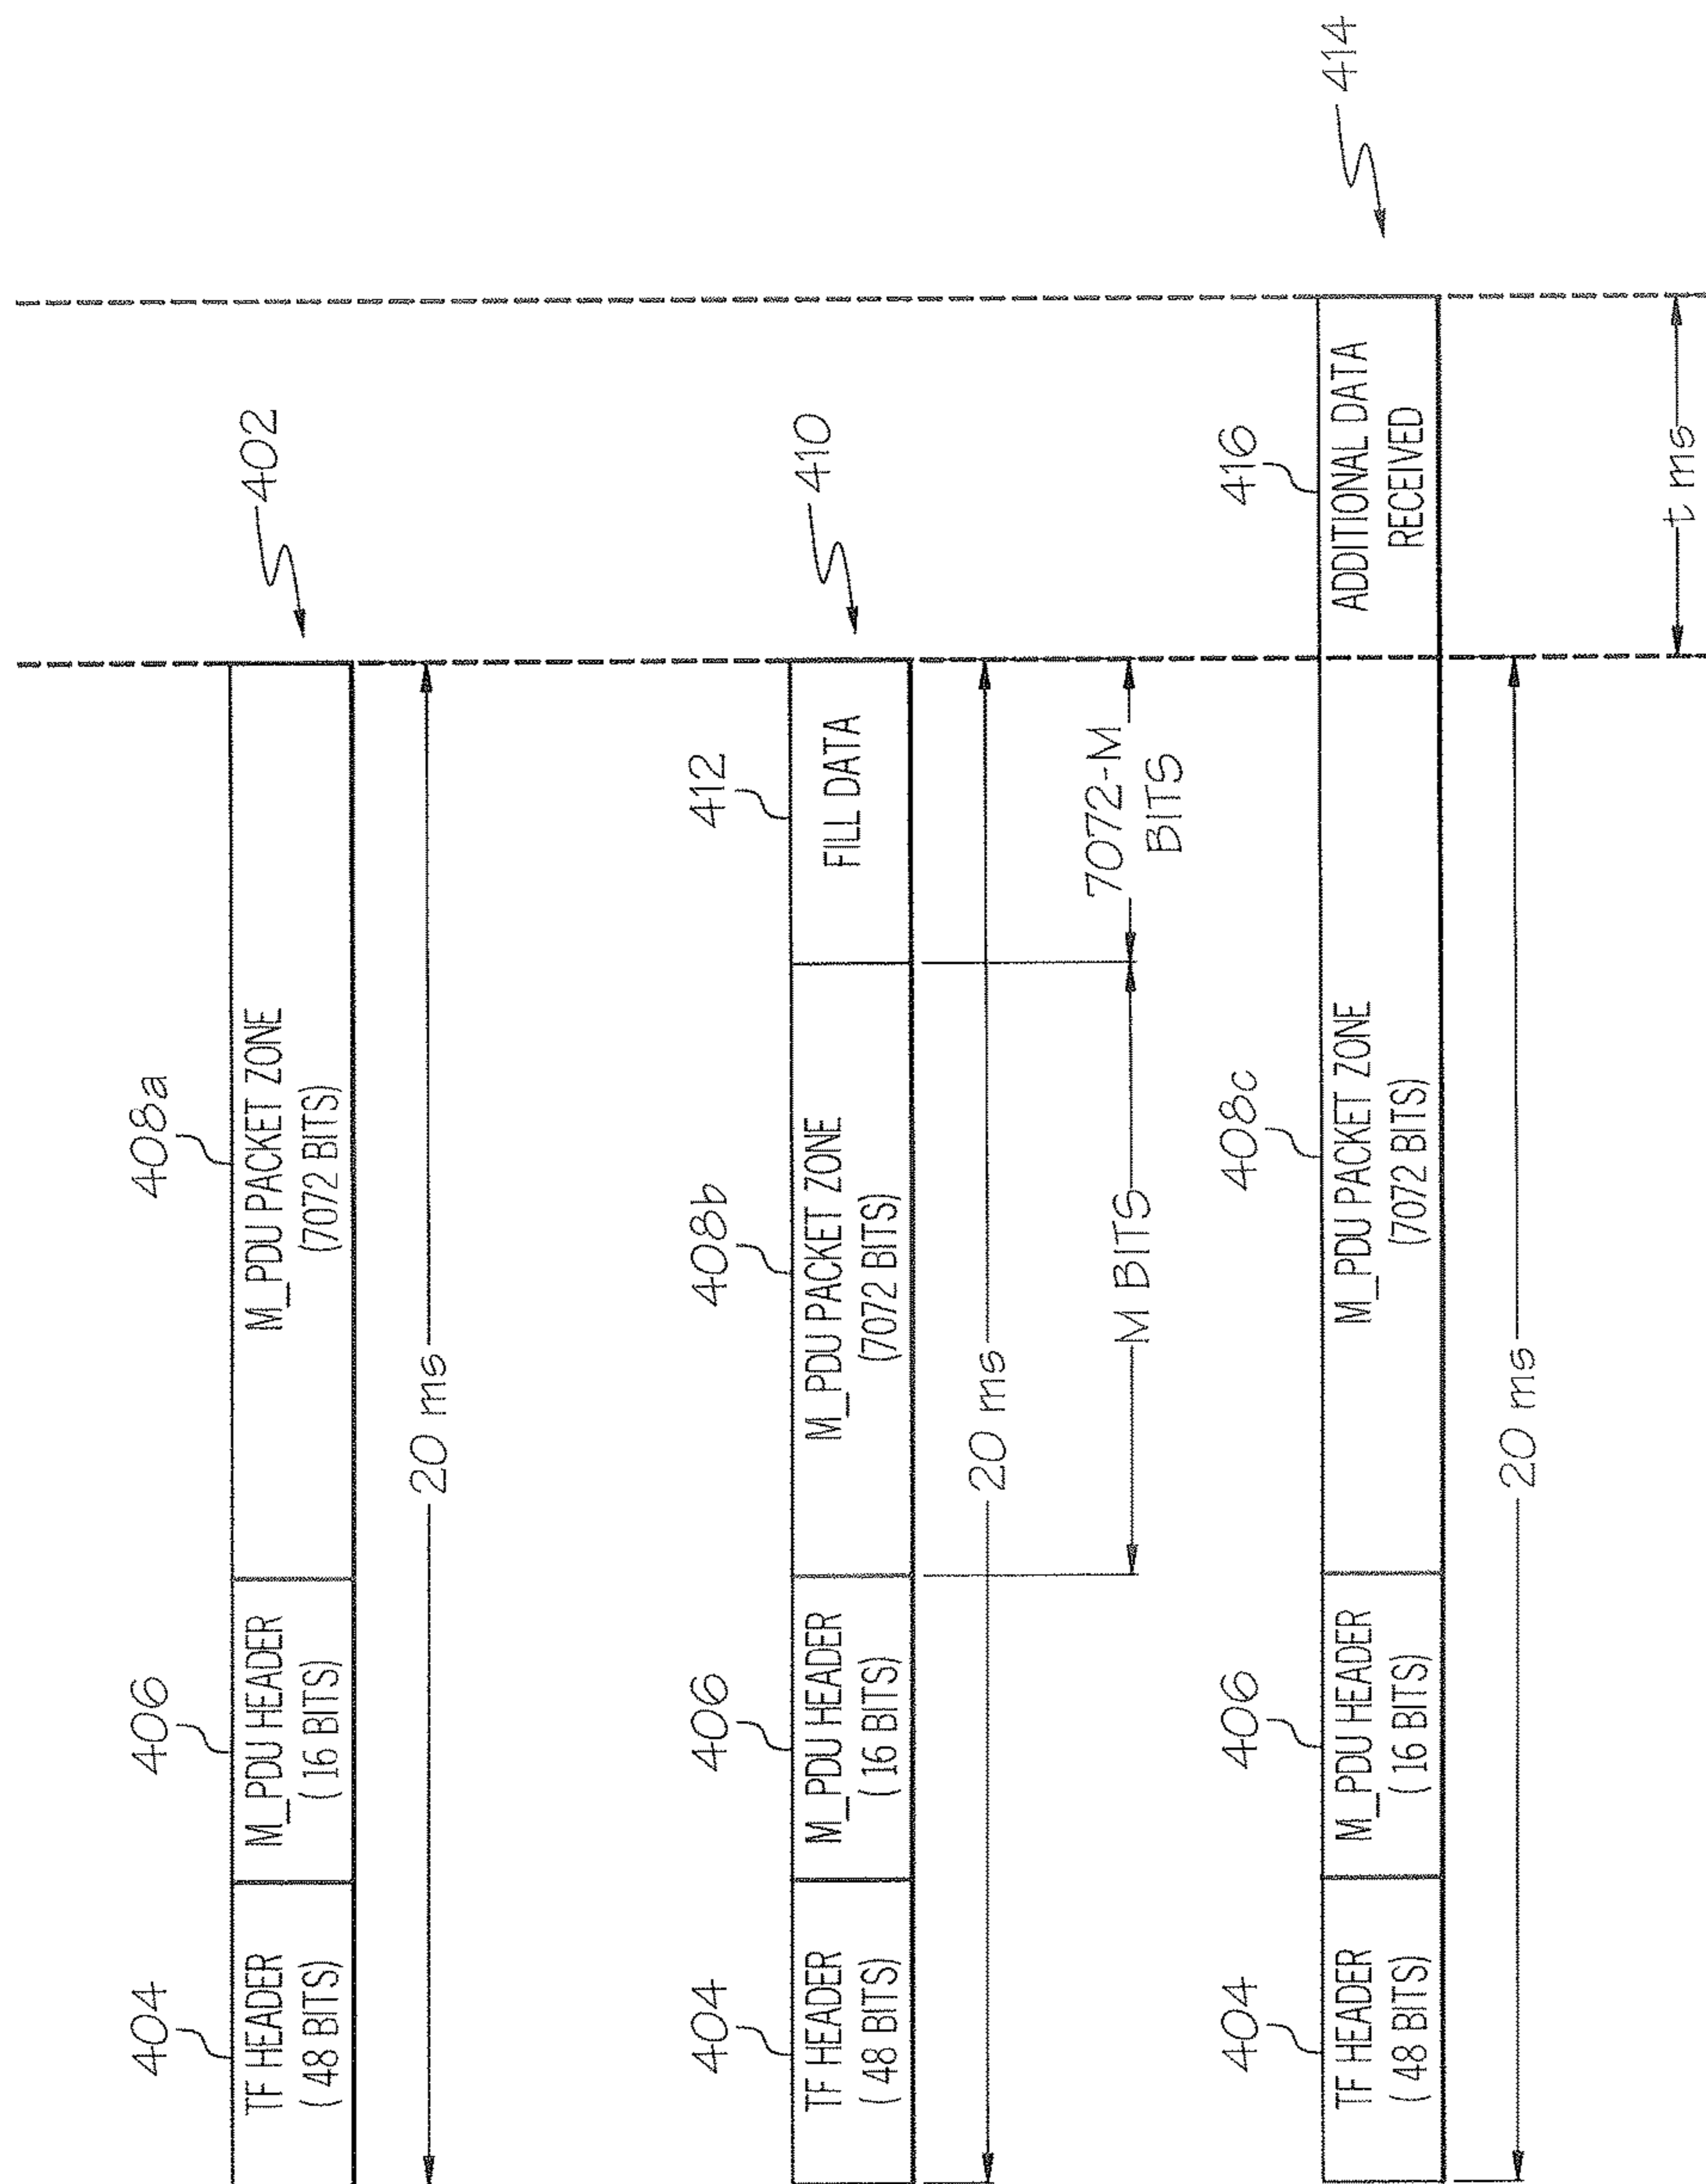 402
404
406
408a
TF HEADER
( 48 BITS)
M_PDU HEADER
( 16 BITS)
M_PDU PACKET ZONE
(7072 BITS)
20 ms
410
404
406
408b
412
TF HEADER
( 48 BITS)
M_PDU HEADER
( 16 BITS)
M_PDU PACKET ZONE
(7072 BITS)
FILL DATA
20 ms
M BITS
7072-M
BITS
414
404
406
408c
416
TF HEADER
( 48 BITS)
M_PDU HEADER
( 16 BITS)
M_PDU PACKET ZONE
(7072 BITS)
ADDITIONAL DATA
RECEIVED
20 ms
t ms